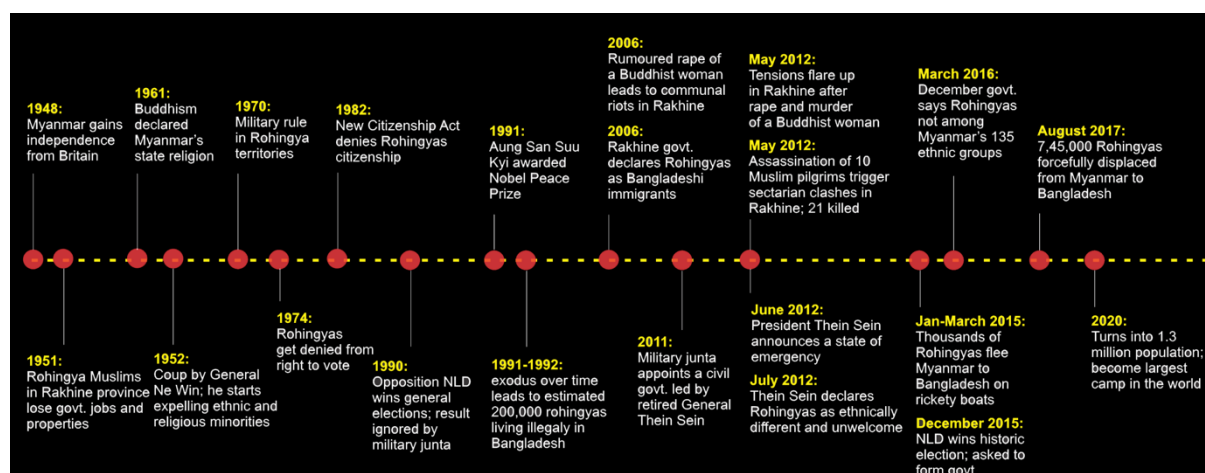 1948:
Myanmar gains
independence
from Britain
1961:
Buddhism
declared
Myanmar's
state religion
1970:
Military rule
in Rohingya
territories
1982:
New Citizenship Act
denies Rohingyas
citizenship
1991:
Aung San Suu
Kyi awarded
Nobel Peace
Prize
2006:
Rumoured rape of
a Buddhist woman
leads to communal
riots in Rakhine
2006:
Rakhine govt.
declares Rohingyas
as Bangladeshi
immigrants
May 2012:
Tensions flare up
in Rakhine after
rape and murder
of a Buddhist woman
May 2012:
Assassination of 10
Muslim pilgrims trigger
sectarian clashes in
Rakhine; 21 killed
March 2016:
December govt.
says Rohingyas
not among
Myanmar's 135
ethnic groups
August 2017:
7,45,000 Rohingyas
forcefully displaced
from Myanmar to
Bangladesh
1951:
Rohingya Muslims
in Rakhine province
lose govt. jobs and
properties
1952:
Coup by General
Ne Win; he starts
expelling ethnic and
religious minorities
1974:
Rohingyas
get denied from
right to vote
1990:
Opposition NLD
wins general
elections; result
ignored by
military junta
1991-1992:
exodus over time
leads to estimated
200,000 rohingyas
living illegally in
Bangladesh
2011:
Military junta
appoints a civil
govt. led by
retired General
Thein Sein
June 2012:
President Thein Sein
announces a state of
emergency
July 2012:
Thein Sein declares
Rohingyas as ethnically
different and unwelcome
Jan-March 2015:
Thousands of
Rohingyas flee
Myanmar to
Bangladesh on
rickety boats
December 2015:
NLD wins historic
election; asked to
form govt
2020:
Turns into 1.3
million population;
become largest
camp in the world